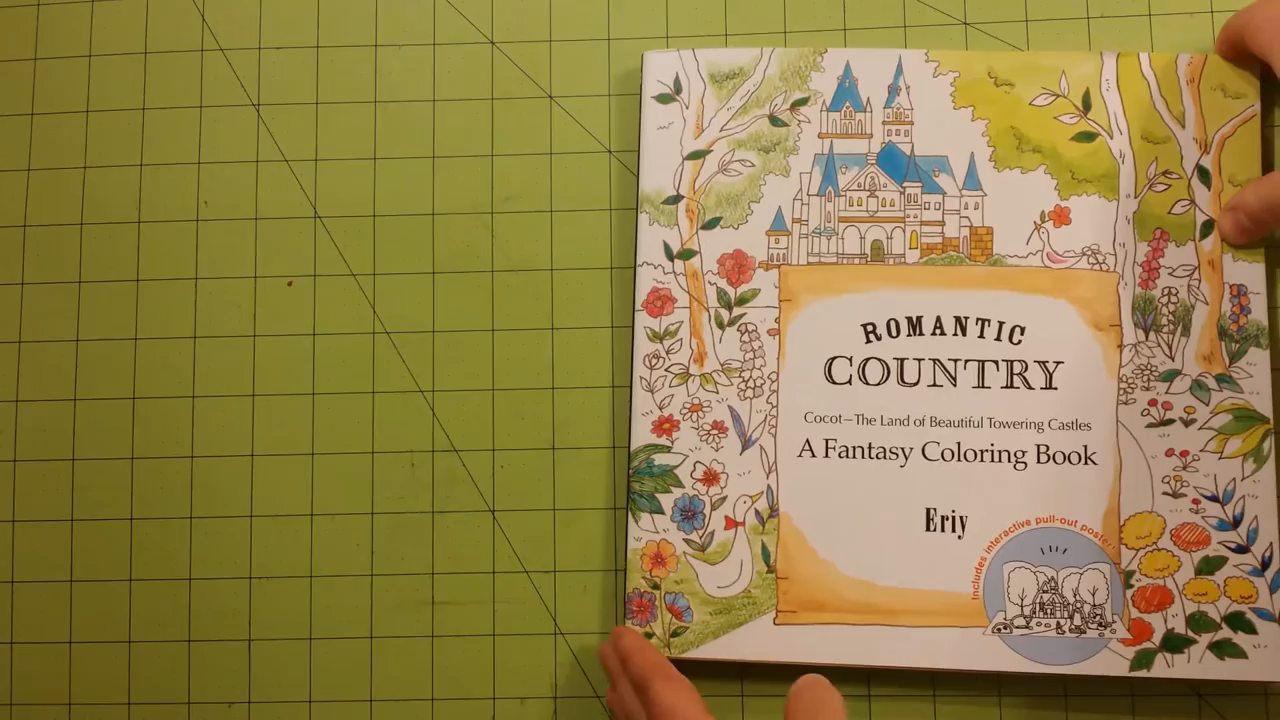 ROMANTIC
COUNTRY
Cocot—The Land of Beautiful Towering Castles
A Fantasy Coloring Book
Eriy
Includes interactive pull-out poster!